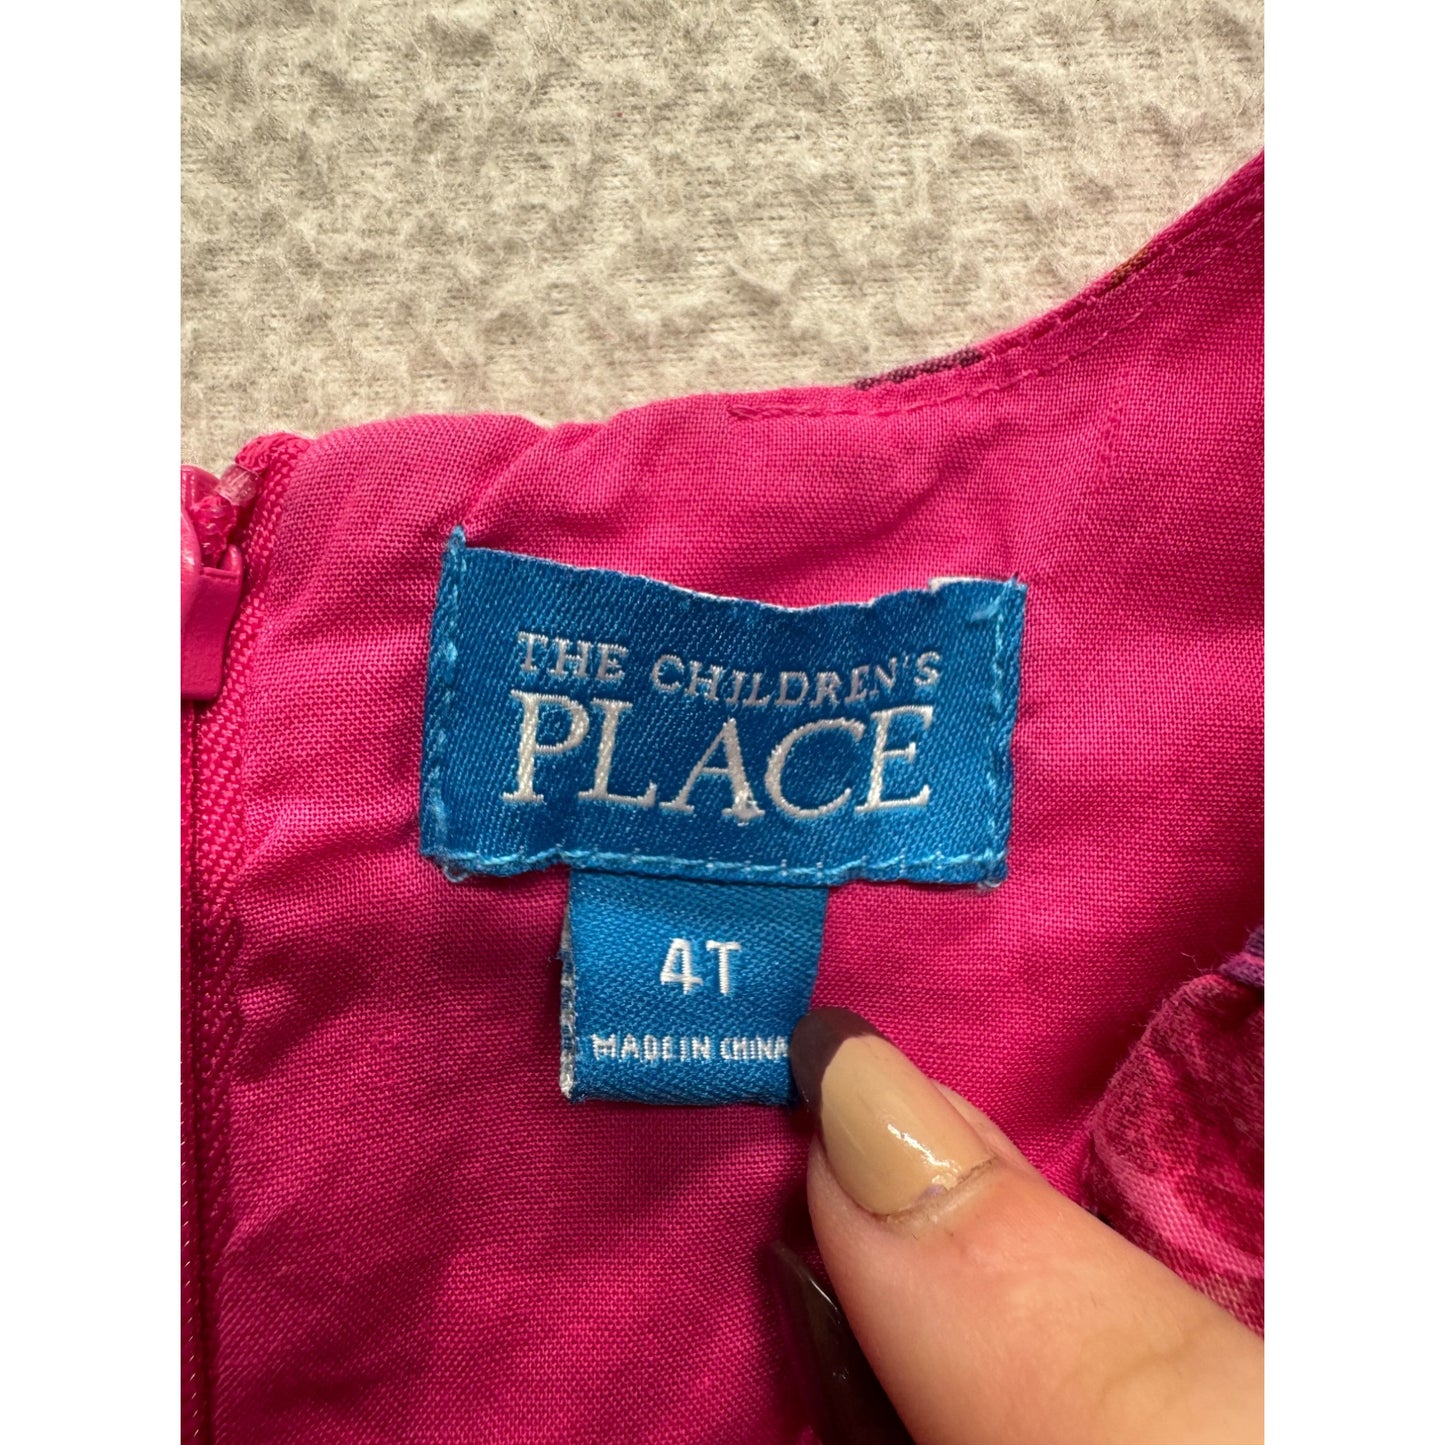 THE CHILDREN'S
PLACE
4T
MADE IN CHINA